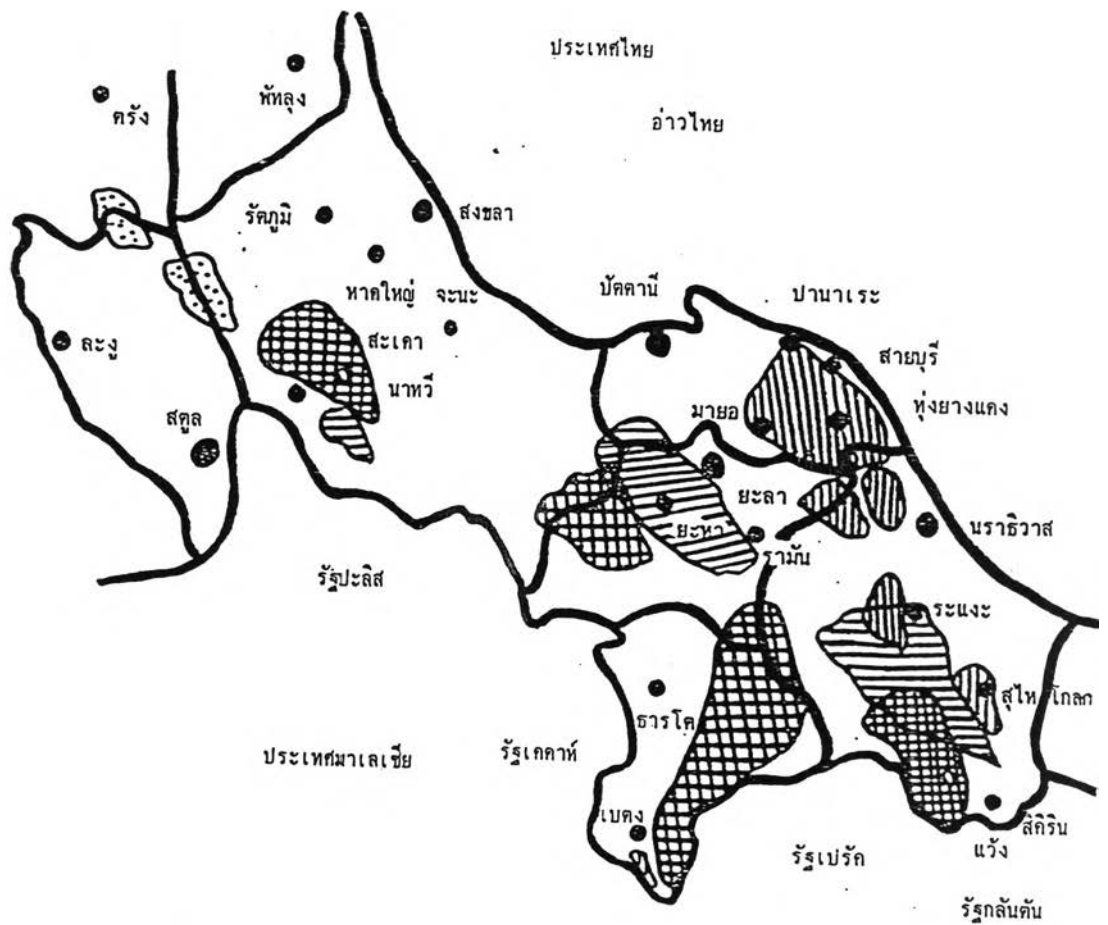 ประเทศไทย
พัทลุง
ตรัง
อ่าวไทย
รัตภูมิ
สงขลา
หาดใหญ่
จะนะ
ปัตตานี
ปานาเระ
ละงู
สะเดา
สายบุรี
นาทวี
ทุ่งยางแดง
สตูล
มายอ
ยะลา
ยะหา
นราธิวาส
รามัน
รัฐปะลิส
ระแงะ
สุไหงโกลก
ธารโต
ประเทศมาเลเซีย
รัฐเคดาห์
เบตง
สิคิริน
แว้ง
รัฐเปรัค
รัฐกลันตัน